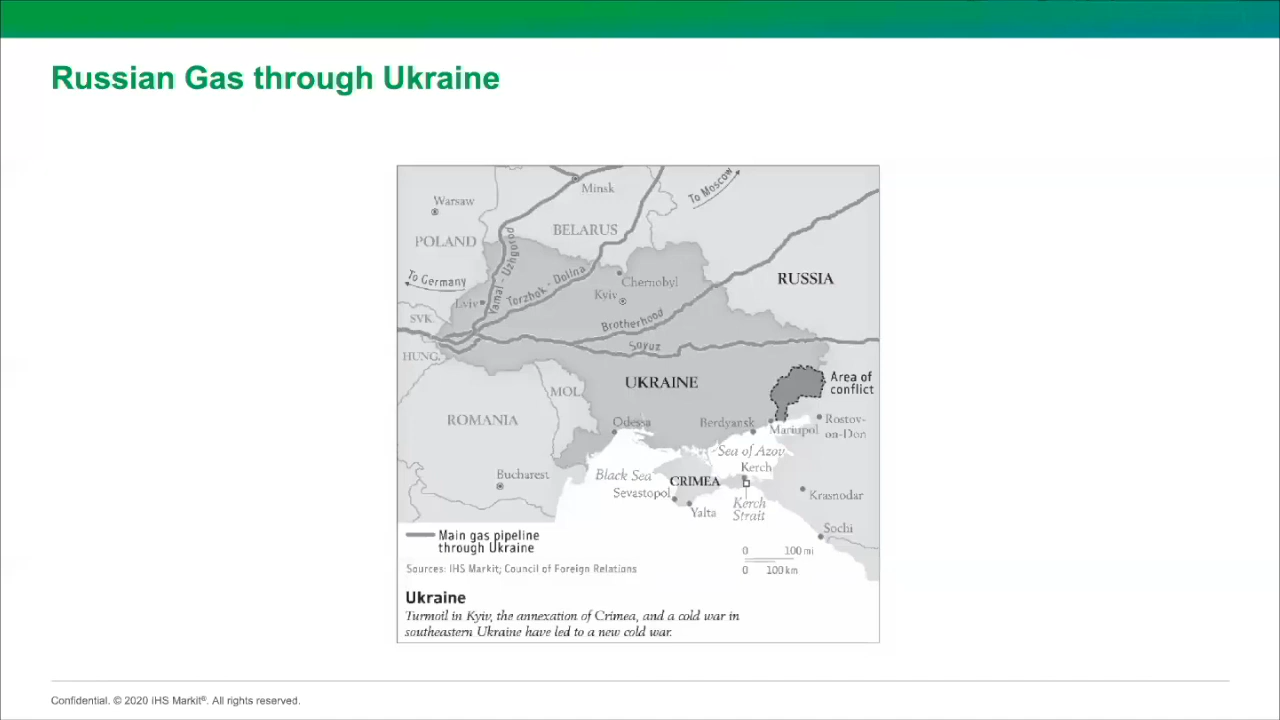 Russian Gas through Ukraine
To Moscow
Minsk
Warsaw
BELARUS
POLAND
Yamal - Uzhgorod
Torzhok - Dolina
To Germany
Chernobyl
RUSSIA
Kyiv
Lviv
SVK.
Brotherhood
Soyuz
HUNG.
UKRAINE
Area of
conflict
MOL.
ROMANIA
Odessa
Berdyansk
Mariupol
Rostov-
on-Don
Sea of Azov
Kerch
Bucharest
Black Sea
CRIMEA
Sevastopol
Yalta
Kerch
Strait
Krasnodar
Sochi
Main gas pipeline
through Ukraine
0 100 mi
0 100 km
Sources: IHS Markit; Council of Foreign Relations
Ukraine
Turmoil in Kyiv, the annexation of Crimea, and a cold war in
southeastern Ukraine have led to a new cold war.
Confidential. © 2020 IHS Markit®. All rights reserved.